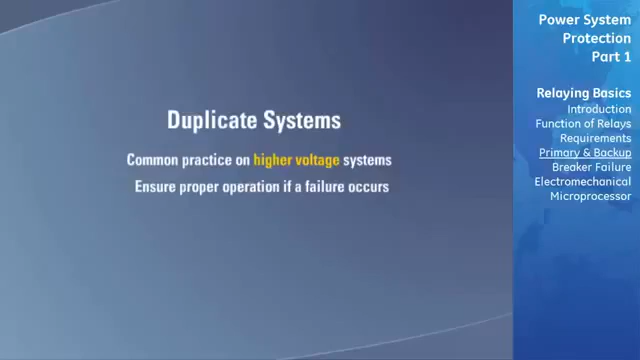 Duplicate Systems
Common practice on higher voltage systems
Ensure proper operation if a failure occurs
Power System
Protection
Part 1
Relaying Basics
Introduction
Function of Relays
Requirements
Primary & Backup
Breaker Failure
Electromechanical
Microprocessor